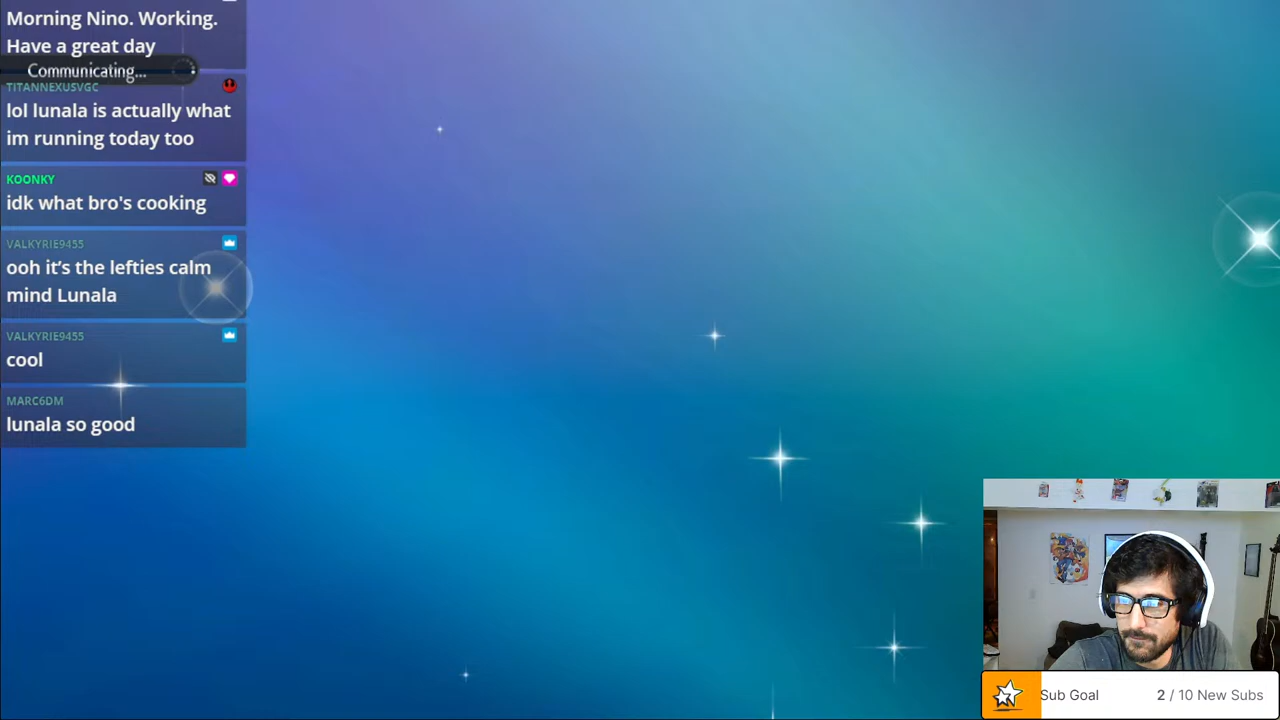 Morning Nino. Working.
Have a great day
Communicating...
TITANNEXUSVGC
lol lunala is actually what
im running today too
KOONKY
idk what bro's cooking
VALKYRIE9455
ooh it’s the lefties calm
mind Lunala
VALKYRIE9455
cool
MARC6DM
lunala so good
Sub Goal
2 / 10 New Subs